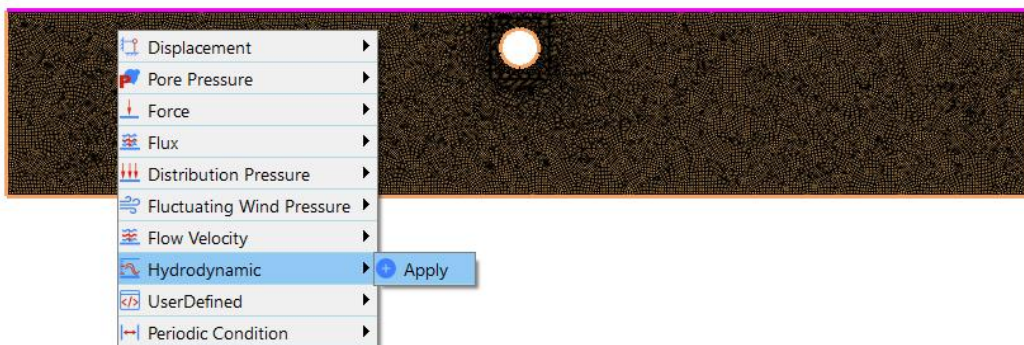 Displacement
Pore Pressure
Force
Flux
Distribution Pressure
Fluctuating Wind Pressure
Flow Velocity
Hydrodynamic
Apply
UserDefined
Periodic Condition